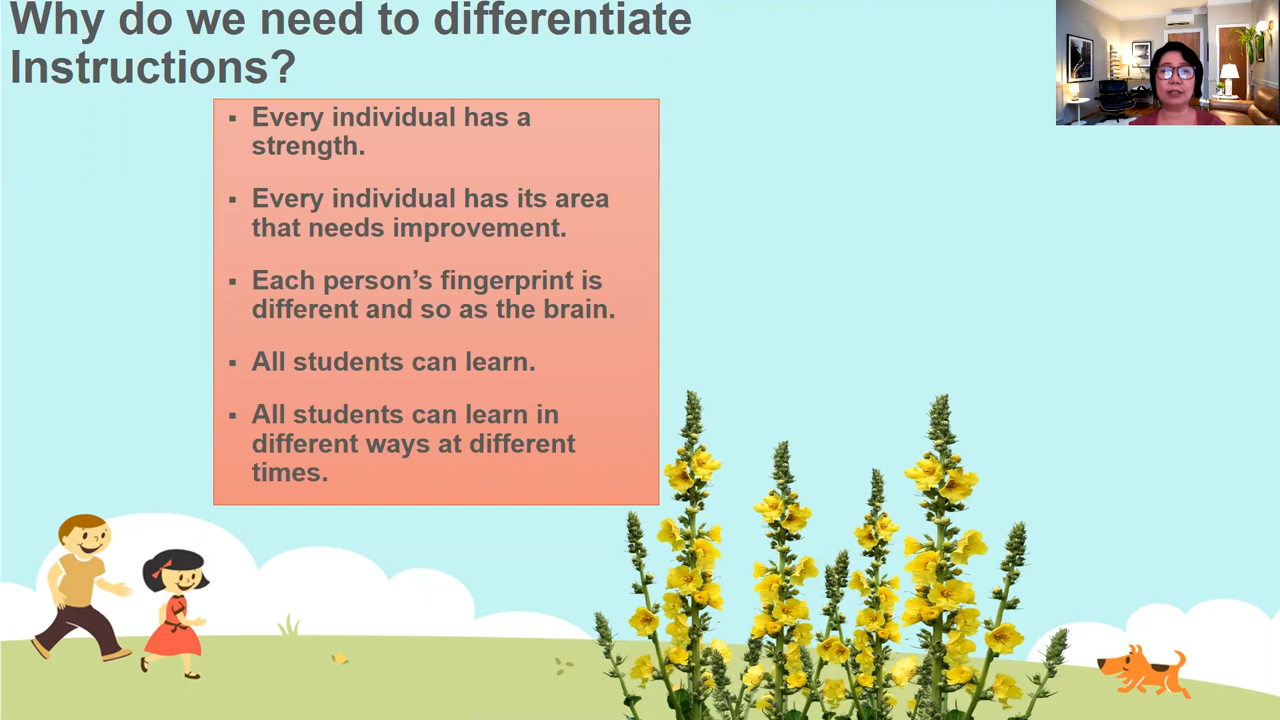 Why do we need to differentiate
Instructions?
▪ Every individual has a
strength.
▪ Every individual has its area
that needs improvement.
▪ Each person’s fingerprint is
different and so as the brain.
▪ All students can learn.
▪ All students can learn in
different ways at different
times.